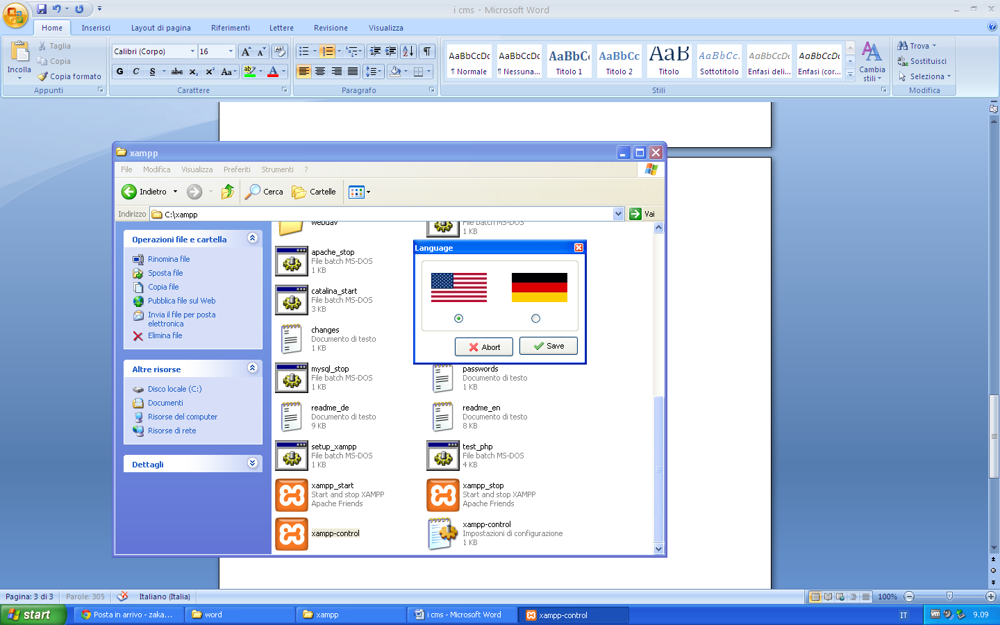 i cms - Microsoft Word
Home
Inserisci
Layout di pagina
Riferimenti
Lettere
Revisione
Visualizza
Incolla
Taglia
Copia
Copia formato
Appunti
Calibri (Corpo)
16
G C S abc x₂ x² Aa
Carattere
Paragrafo
AaBbCcDc
¶ Normale
AaBbCcDc
¶ Nessuna...
AaBbCc
Titolo 1
AaBbCc
Titolo 2
AaB
Titolo
AaBbCc.
Sottotitolo
AaBbCcDc
Enfasi deli...
AaBbCcDc
Enfasi (cor...
Cambia
stili
Stili
Trova
Sostituisci
Seleziona
Modifica
xampp
File
Modifica
Visualizza
Preferiti
Strumenti
?
Indietro
Cerca
Cartelle
Indirizzo
C:\xampp
Vai
Operazioni file e cartella
Rinomina file
Sposta file
Copia file
Pubblica file sul Web
Invia il file per posta
elettronica
Elimina file
Altre risorse
Disco locale (C:)
Documenti
Risorse del computer
Risorse di rete
Dettagli
webdav
File batch MS-DOS
1 KB
apache_stop
File batch MS-DOS
1 KB
catalina_start
File batch MS-DOS
3 KB
changes
Documento di testo
1 KB
mysql_stop
File batch MS-DOS
1 KB
passwords
Documento di testo
1 KB
readme_de
Documento di testo
9 KB
readme_en
Documento di testo
8 KB
setup_xampp
File batch MS-DOS
1 KB
test_php
File batch MS-DOS
4 KB
xampp_start
Start and stop XAMPP
Apache Friends
xampp_stop
Start and stop XAMPP
Apache Friends
xampp-control
xampp-control
Impostazioni di configurazione
1 KB
Language
Abort
Save
Pagina: 3 di 3
Parole: 305
Italiano (Italia)
100%
start
Posta in arrivo - zaka...
word
xampp
i cms - Microsoft Word
xampp-control
IT
9.09